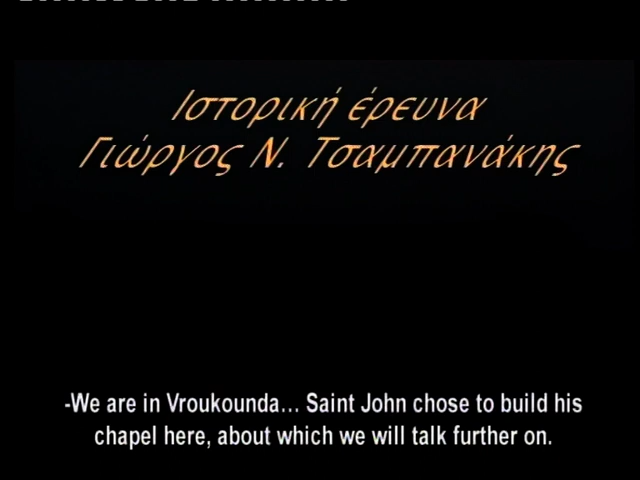 Ιστορική έρευνα
Γιώργος Ν. Τσαμπανάκης
-We are in Vroukounda... Saint John chose to build his
chapel here, about which we will talk further on.